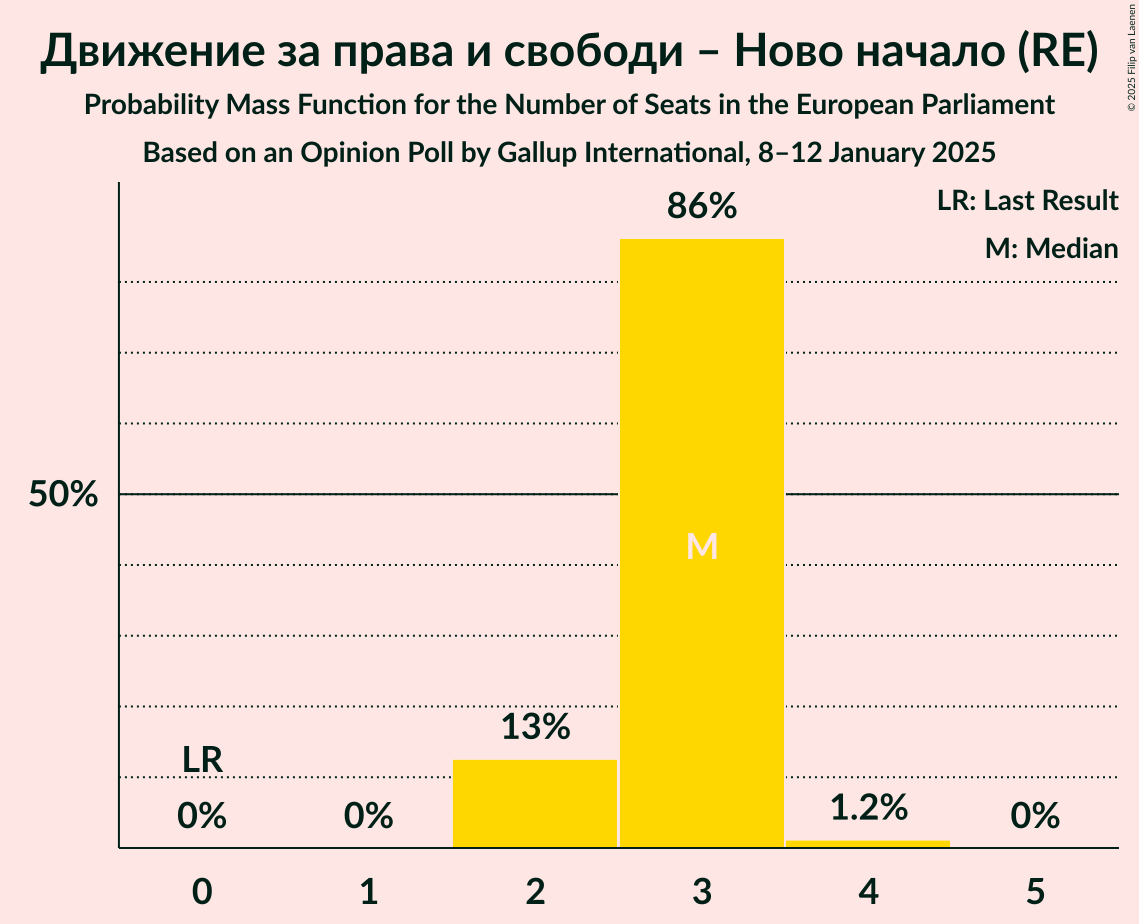 Движение за права и свободи – Ново начало (RE)
Probability Mass Function for the Number of Seats in the European Parliament
Based on an Opinion Poll by Gallup International, 8–12 January 2025
© 2025 Filip van Laenen
LR: Last Result
M: Median
86%
50%
M
13%
LR
0%
0%
1.2%
0%
0 1 2 3 4 5